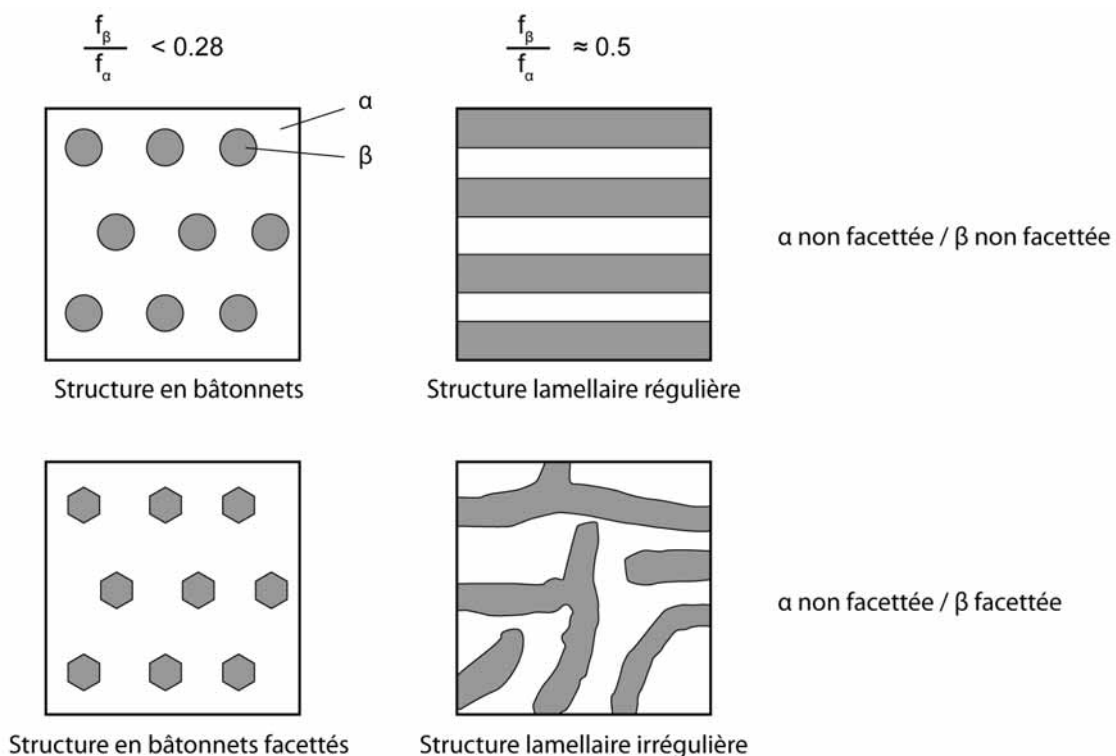 fβ
fα
< 0.28
fβ
fα
≈ 0.5
α
β
α non facettée / β non facettée
Structure en bâtonnets
Structure lamellaire régulière
α non facettée / β facettée
Structure en bâtonnets facettés
Structure lamellaire irrégulière